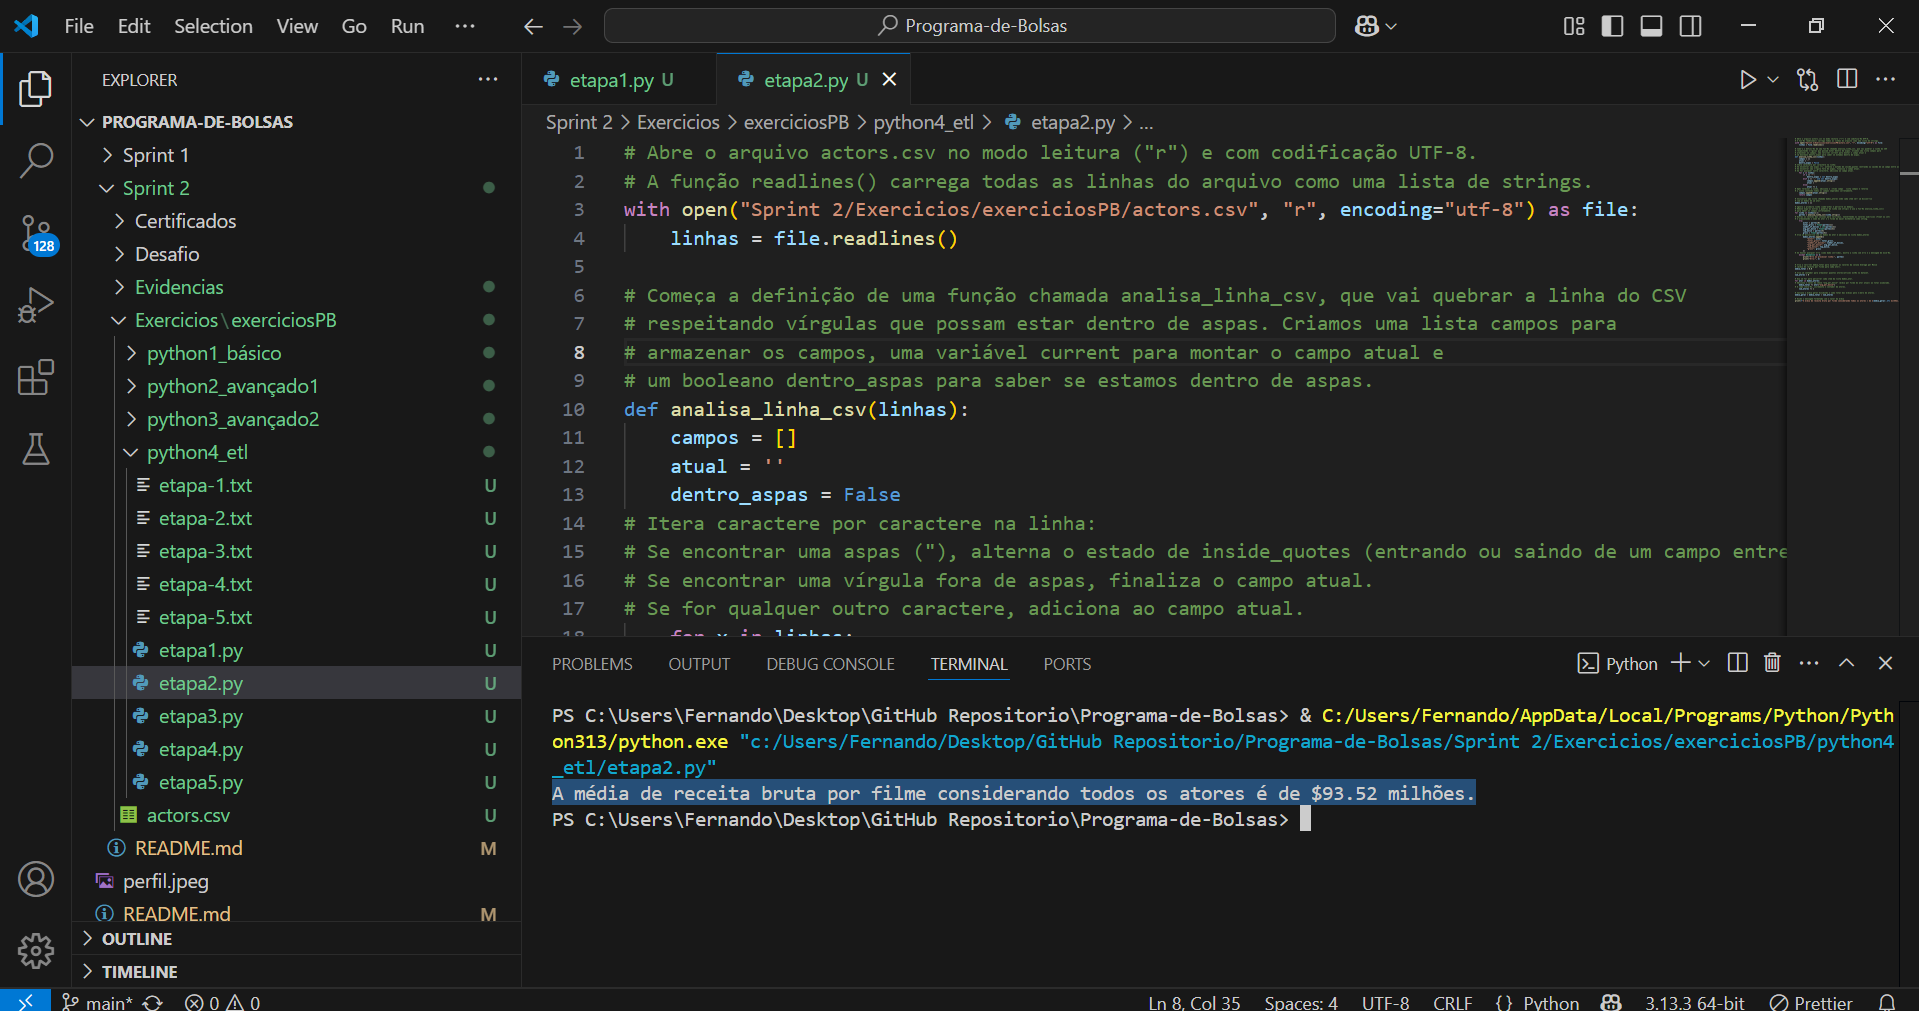 File Edit Selection View Go Run ··· Programa-de-Bolsas
EXPLORER ···
PROGRAMA-DE-BOLSAS
Sprint 1
Sprint 2
Certificados
Desafio
Evidencias
Exercicios\exerciciosPB
python1_básico
python2_avançado1
python3_avançado2
python4_etl
etapa-1.txt U
etapa-2.txt U
etapa-3.txt U
etapa-4.txt U
etapa-5.txt U
etapa1.py U
etapa2.py U
etapa3.py U
etapa4.py U
etapa5.py U
actors.csv U
README.md M
perfil.jpeg
README.md M
OUTLINE
TIMELINE
128
etapa1.py U etapa2.py U
Sprint 2 > Exercicios > exerciciosPB > python4_etl > etapa2.py > ...
1 # Abre o arquivo actors.csv no modo leitura ("r") e com codificação UTF-8.
2 # A função readlines() carrega todas as linhas do arquivo como uma lista de strings.
3 with open("Sprint 2/Exercicios/exerciciosPB/actors.csv", "r", encoding="utf-8") as file:
4 linhas = file.readlines()
5
6 # Começa a definição de uma função chamada analisa_linha_csv, que vai quebrar a linha do CSV
7 # respeitando vírgulas que possam estar dentro de aspas. Criamos uma lista campos para
8 # armazenar os campos, uma variável current para montar o campo atual e
9 # um booleano dentro_aspas para saber se estamos dentro de aspas.
10 def analisa_linha_csv(linhas):
11 campos = []
12 atual = ''
13 dentro_aspas = False
14 # Itera caractere por caractere na linha:
15 # Se encontrar uma aspas ("), alterna o estado de inside_quotes (entrando ou saindo de um campo entre
16 # Se encontrar uma vírgula fora de aspas, finaliza o campo atual.
17 # Se for qualquer outro caractere, adiciona ao campo atual.
18 for x in linhas:
PROBLEMS OUTPUT DEBUG CONSOLE TERMINAL PORTS Python
PS C:\Users\Fernando\Desktop\GitHub Repositorio\Programa-de-Bolsas> & C:/Users/Fernando/AppData/Local/Programs/Python/Pyth
on313/python.exe "c:/Users/Fernando/Desktop/GitHub Repositorio/Programa-de-Bolsas/Sprint 2/Exercicios/exerciciosPB/python4
_etl/etapa2.py"
A média de receita bruta por filme considerando todos os atores é de $93.52 milhões.
PS C:\Users\Fernando\Desktop\GitHub Repositorio\Programa-de-Bolsas>
main* 0 0 Ln 8, Col 35 Spaces: 4 UTF-8 CRLF {} Python 3.13.3 64-bit Prettier